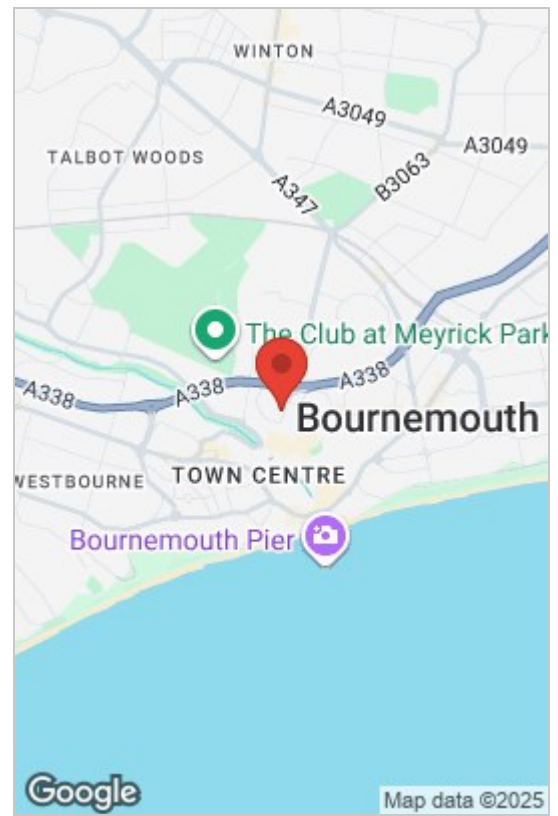 WINTON
A3049
A3049
TALBOT WOODS
A347
B3063
The Club at Meyrick Park
A338
A338
A338
Bournemouth
WESTBOURNE
TOWN CENTRE
Bournemouth Pier
Google
Map data ©2025